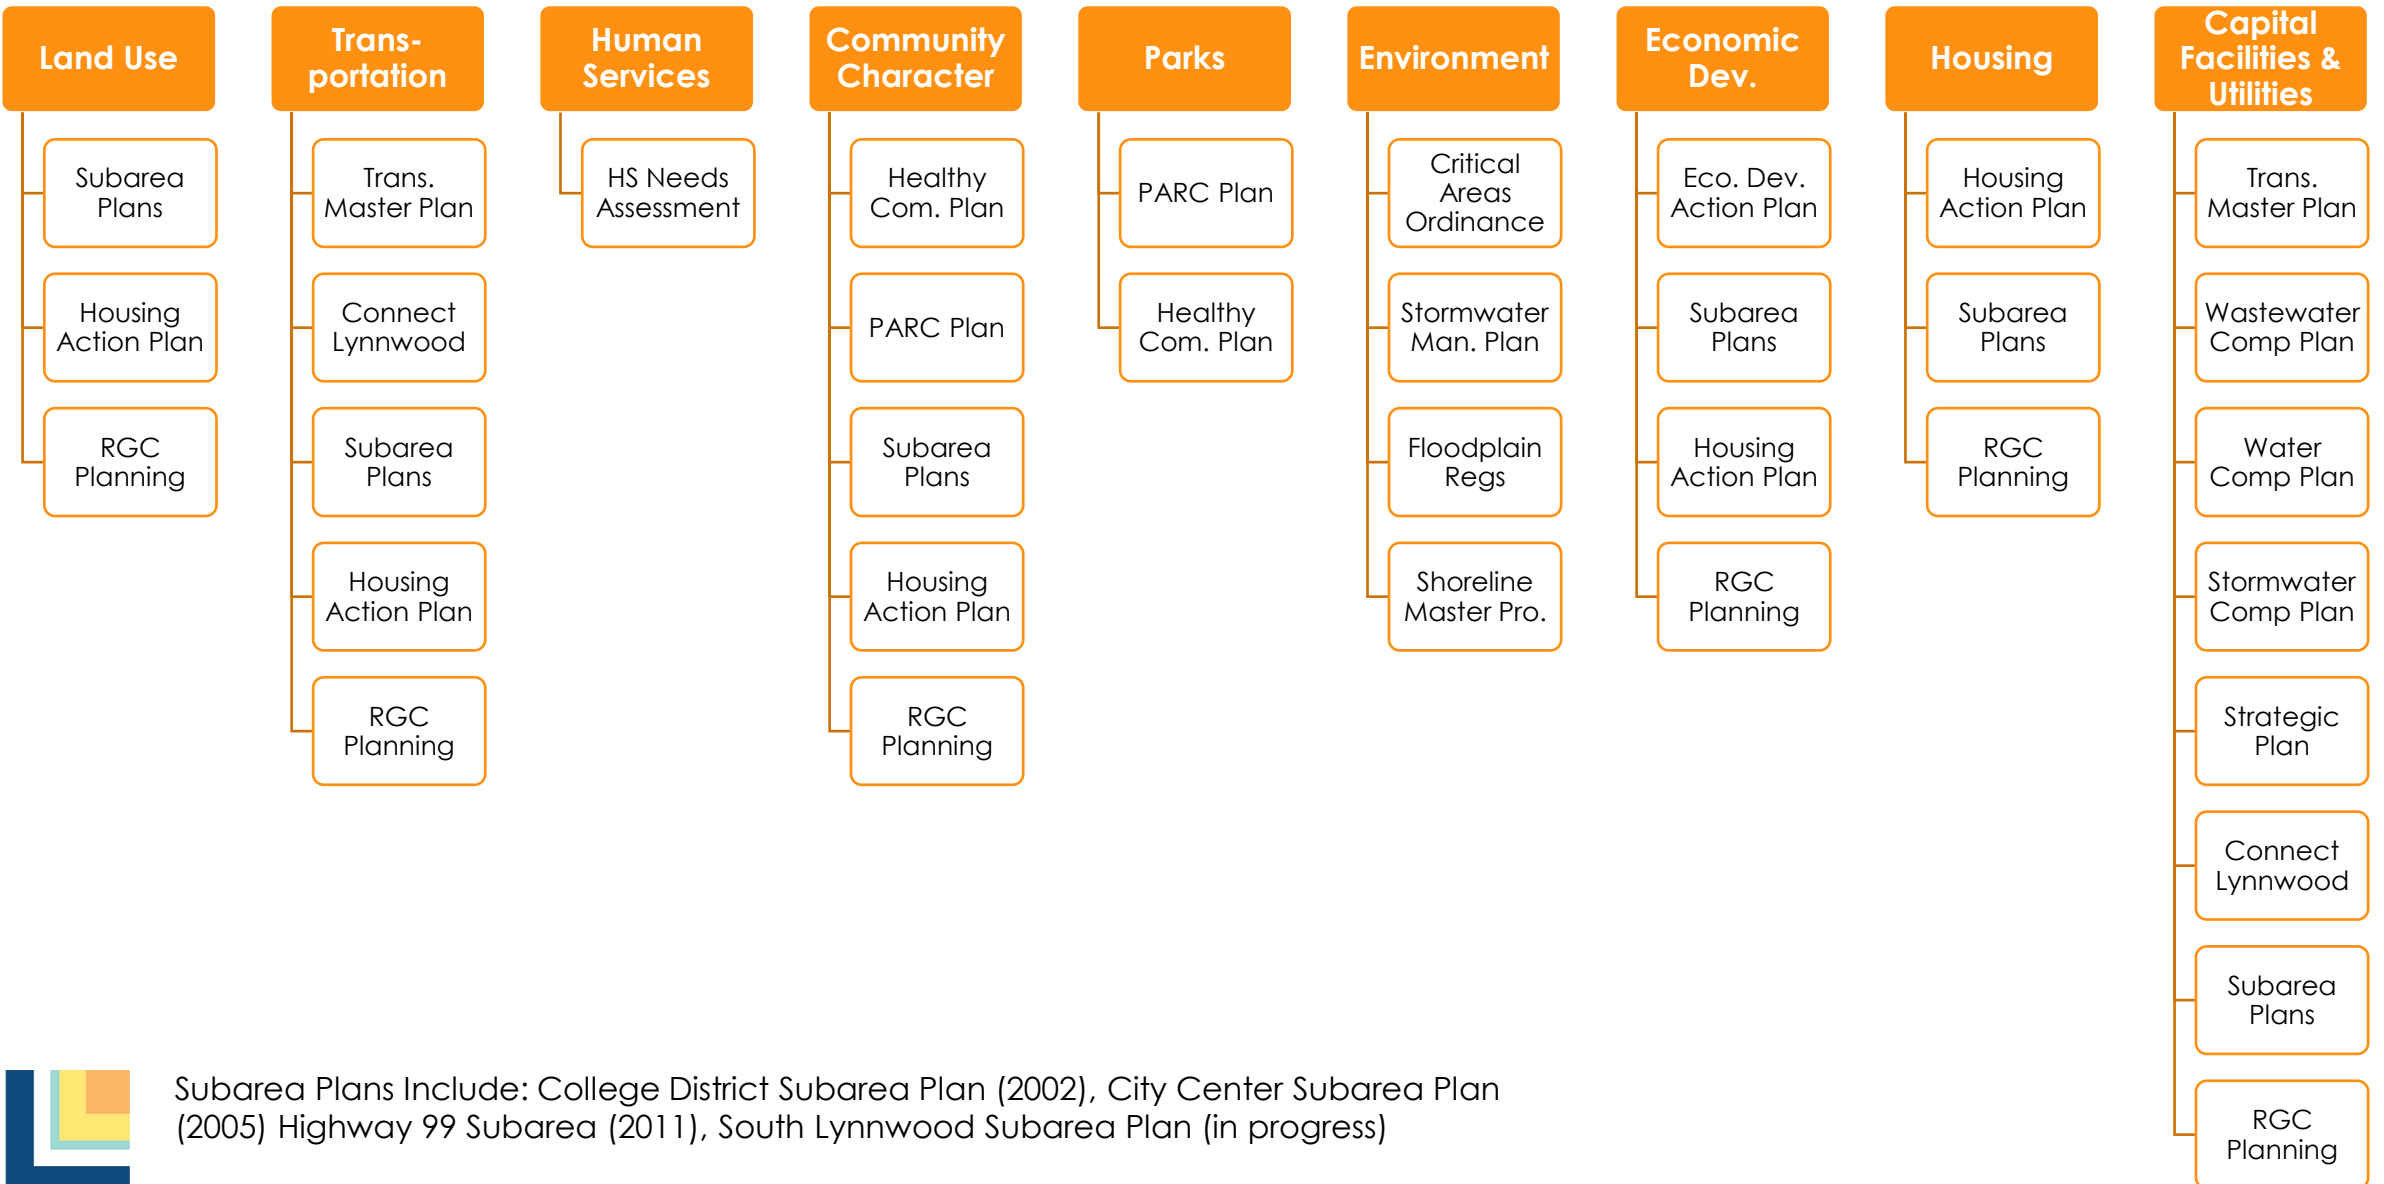 Land Use
Subarea
Plans
Housing
Action Plan
RGC
Planning
Trans-
portation
Trans.
Master Plan
Connect
Lynnwood
Subarea
Plans
Housing
Action Plan
RGC
Planning
Human
Services
HS Needs
Assessment
Community
Character
Healthy
Com. Plan
PARC Plan
Subarea
Plans
Housing
Action Plan
RGC
Planning
Parks
PARC Plan
Healthy
Com. Plan
Environment
Critical
Areas
Ordinance
Stormwater
Man. Plan
Floodplain
Regs
Shoreline
Master Pro.
Economic
Dev.
Eco. Dev.
Action Plan
Subarea
Plans
Housing
Action Plan
RGC
Planning
Housing
Housing
Action Plan
Subarea
Plans
RGC
Planning
Capital
Facilities &
Utilities
Trans.
Master Plan
Wastewater
Comp Plan
Water
Comp Plan
Stormwater
Comp Plan
Strategic
Plan
Connect
Lynnwood
Subarea
Plans
RGC
Planning
Subarea Plans Include: College District Subarea Plan (2002), City Center Subarea Plan
(2005) Highway 99 Subarea (2011), South Lynnwood Subarea Plan (in progress)